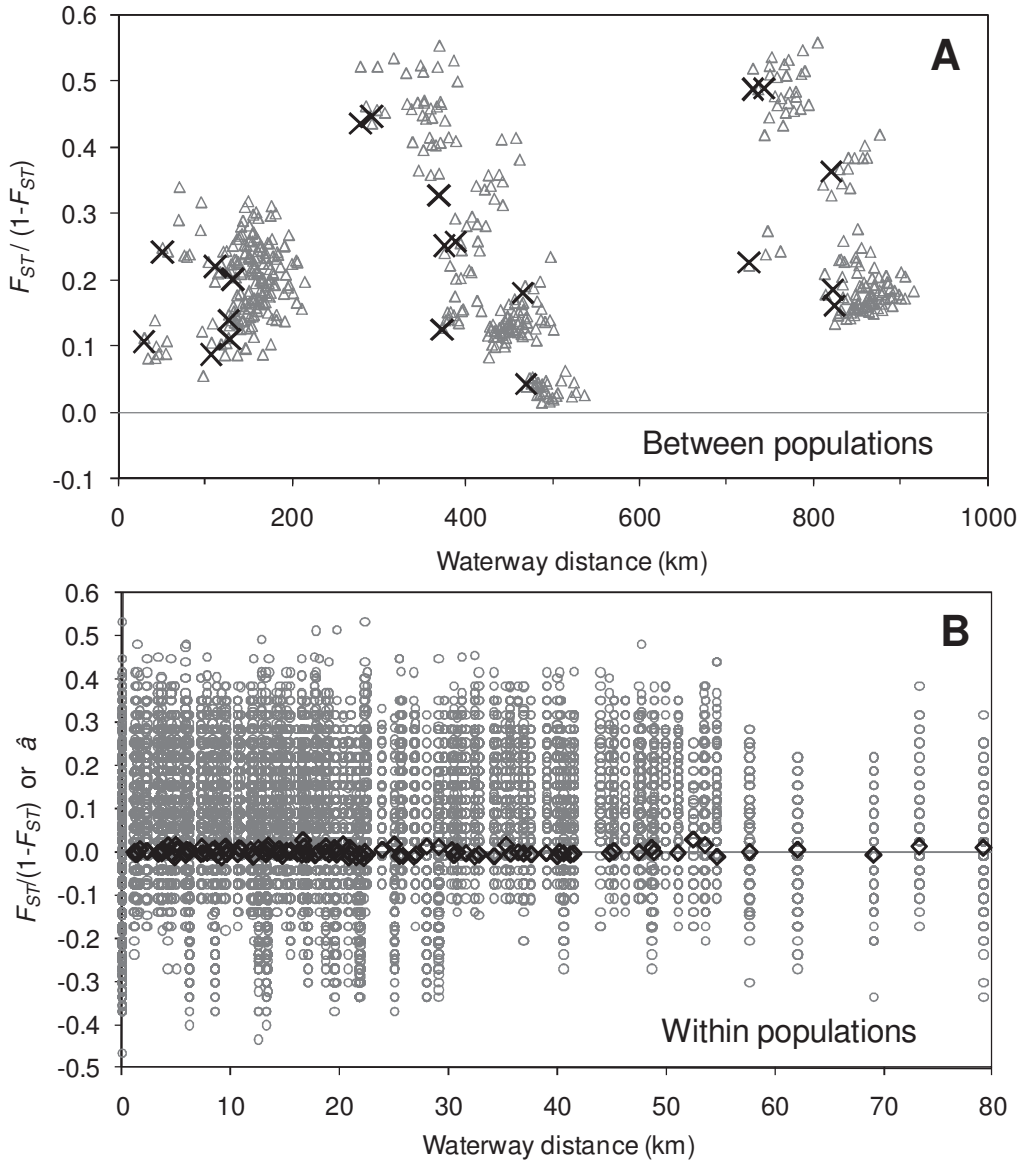 0.6
A
0.5
0.4
0.3
0.2
0.1
0.0
-0.1
FST / (1-FST)
Between populations
0 200 400 600 800 1000
Waterway distance (km)
0.6
B
0.5
0.4
0.3
0.2
0.1
0.0
-0.1
-0.2
-0.3
-0.4
-0.5
FST/(1-FST) or â
Within populations
0 10 20 30 40 50 60 70 80
Waterway distance (km)